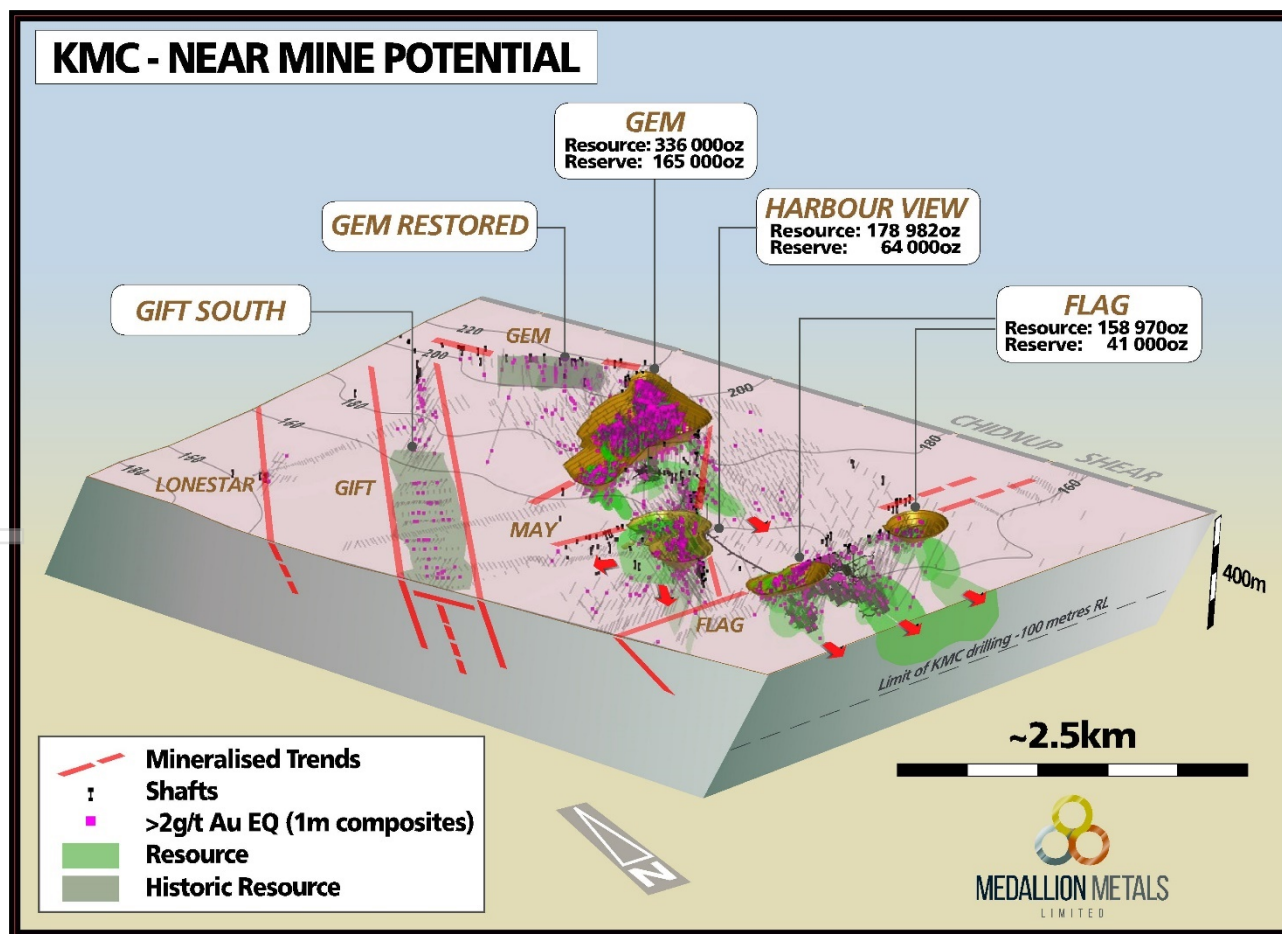 KMC - NEAR MINE POTENTIAL
GEM
Resource: 336 000oz
Reserve: 165 000oz
GEM RESTORED
HARBOUR VIEW
Resource: 178 982oz
Reserve: 64 000oz
GIFT SOUTH
FLAG
Resource: 158 970oz
Reserve: 41 000oz
220
GEM
200
200
180
160
180
160
180
CHIDNUP SHEAR
160
LONESTAR
GIFT
MAY
FLAG
400m
Limit of KMC drilling -100 metres RL
~2.5km
Mineralised Trends
Shafts
>2g/t Au EQ (1m composites)
Resource
Historic Resource
N
MEDALLION METALS
LIMITED